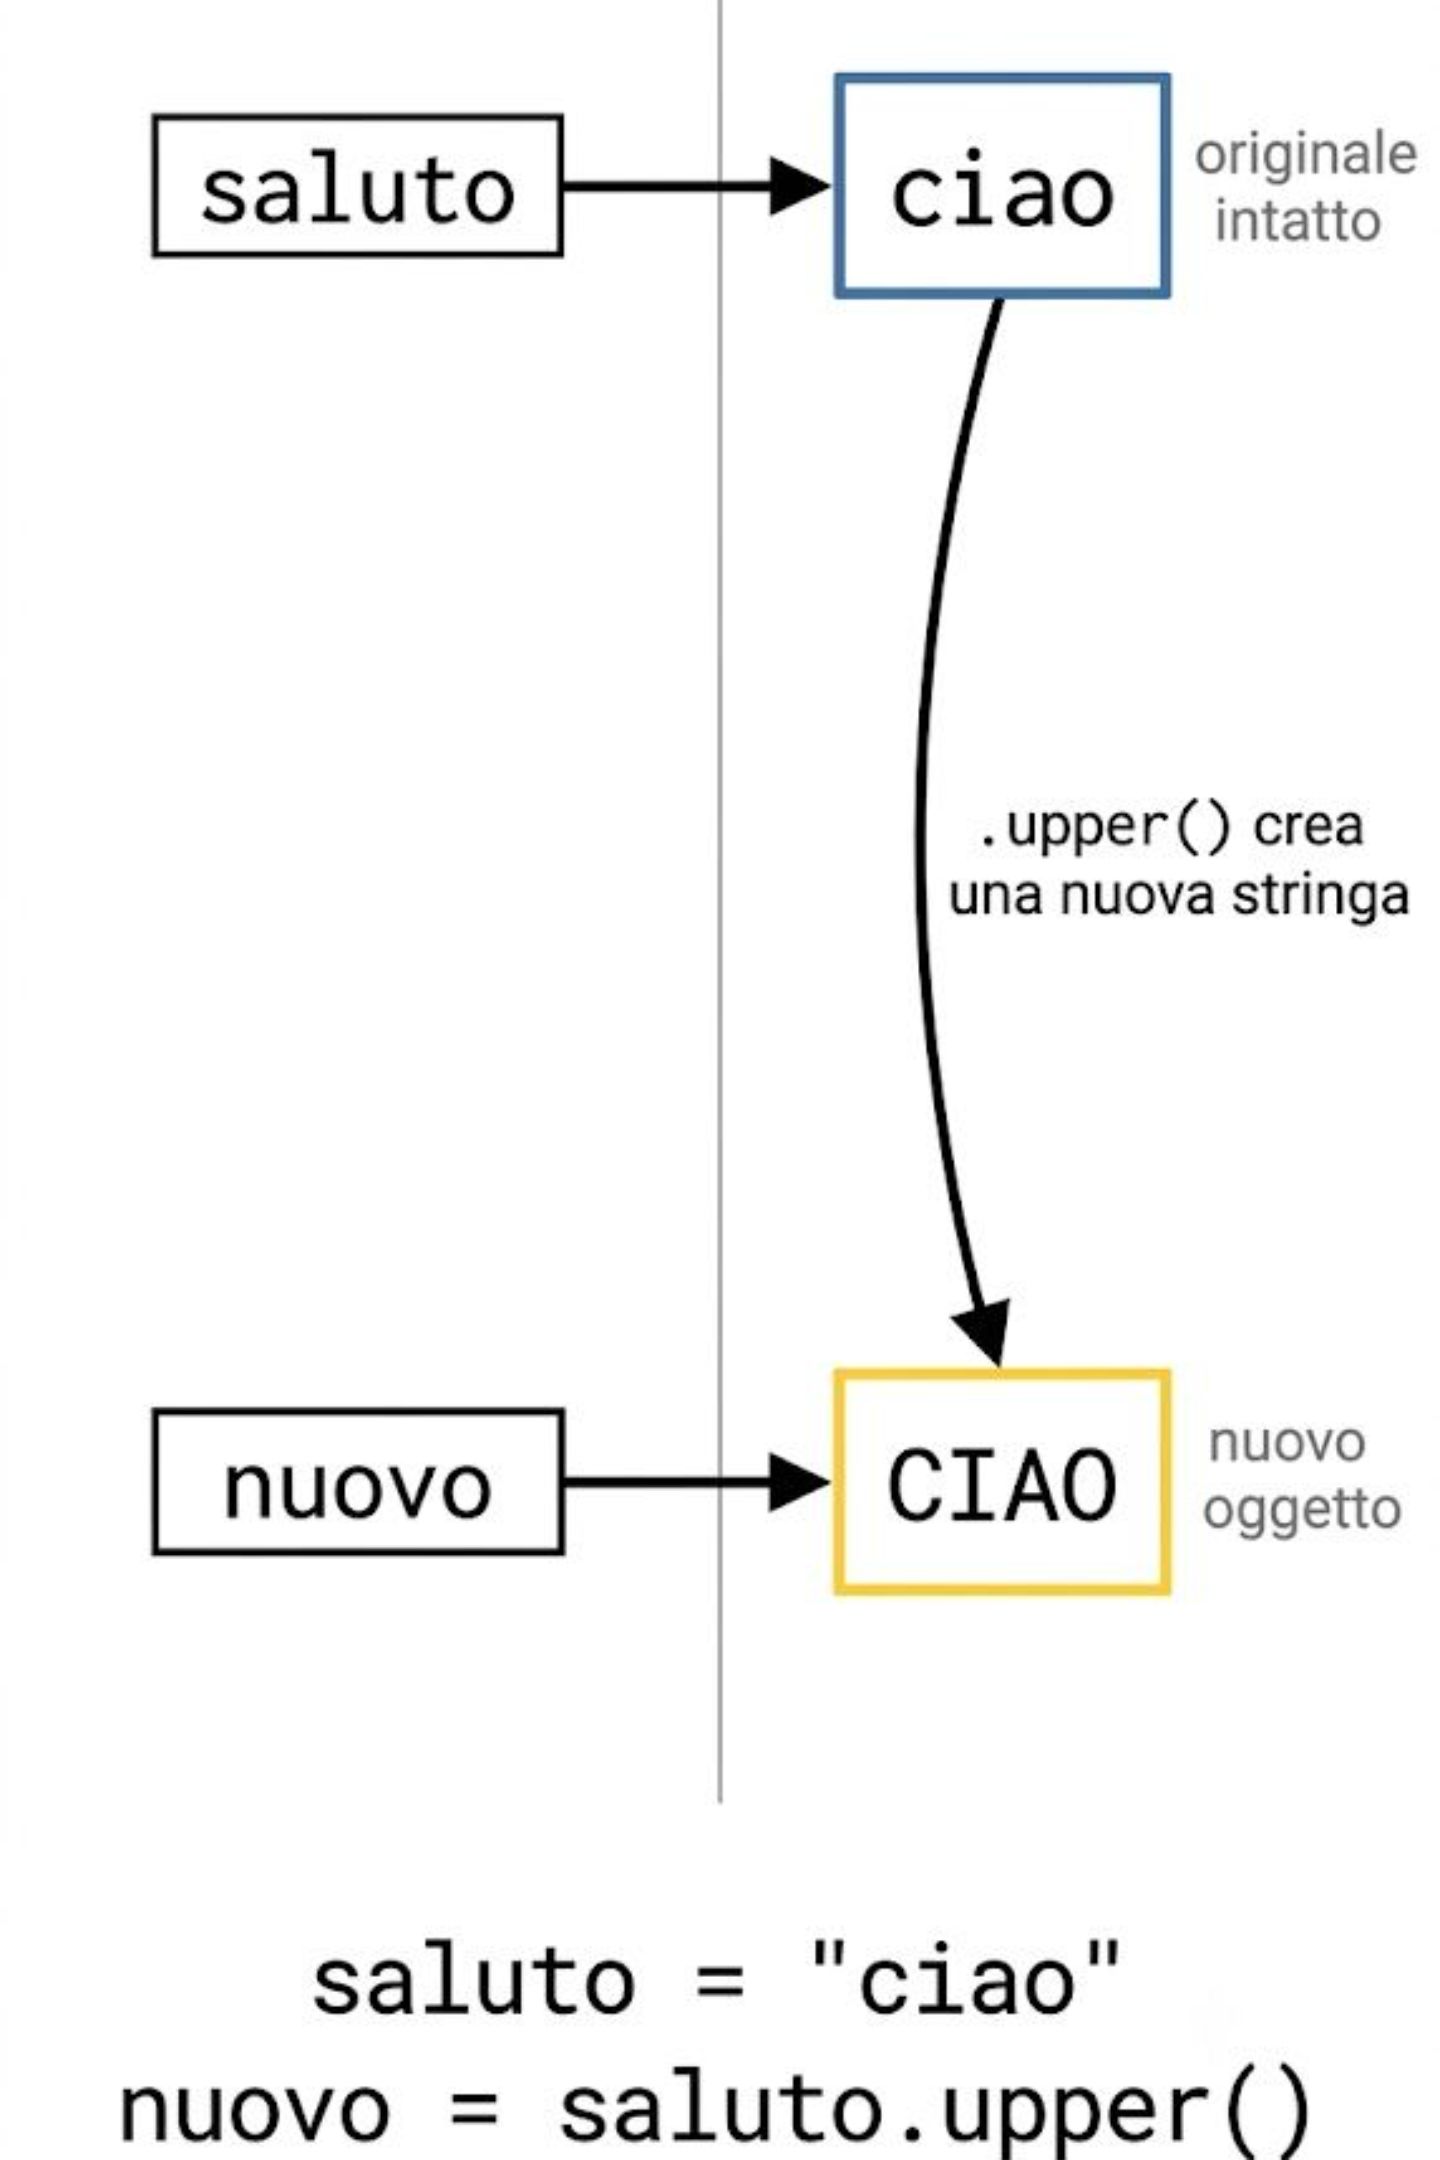 saluto
ciao
originale
intatto
.upper() crea
una nuova stringa
nuovo
CIAO
nuovo
oggetto
saluto = "ciao"
nuovo = saluto.upper()